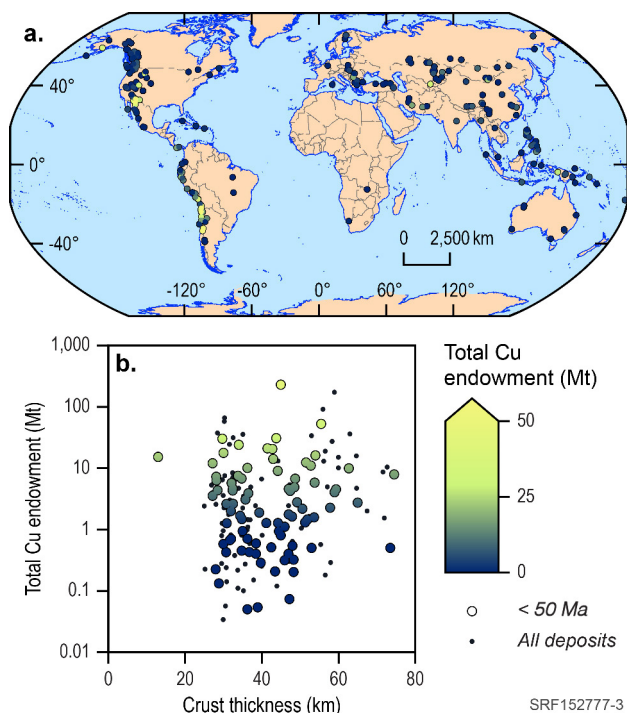 a.
40°
0°
-40°
0 2,500 km
-120° -60° 0° 60° 120°
b.
1,000
100
10
1
0.1
0.01
Total Cu endowment (Mt)
0 20 40 60 80
Crust thickness (km)
Total Cu
endowment (Mt)
50
25
0
< 50 Ma
All deposits
SRF152777-3